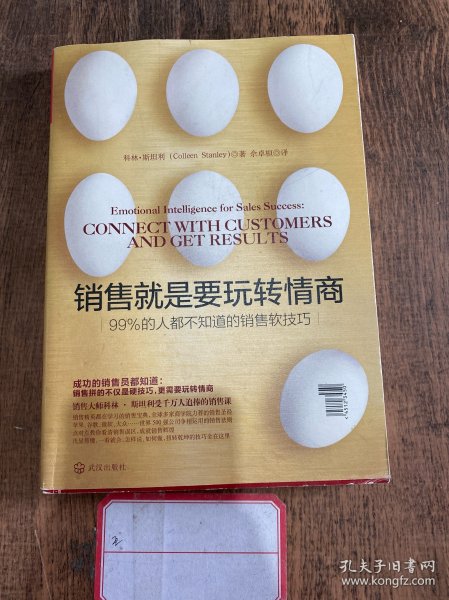 科林·斯坦利 (Colleen Stanley)◎著 佘卓桓◎译
Emotional Intelligence for Sales Success:
CONNECT WITH CUSTOMERS
AND GET RESULTS
销售就是要玩转情商
99%的人都不知道的销售软技巧
成功的销售员都知道:
销售拼的不仅是硬技巧,更需要玩转情商
销售大师科林·斯坦利受千万人追捧的销售课
武汉出版社
孔夫子旧书网
www.kongfz.com